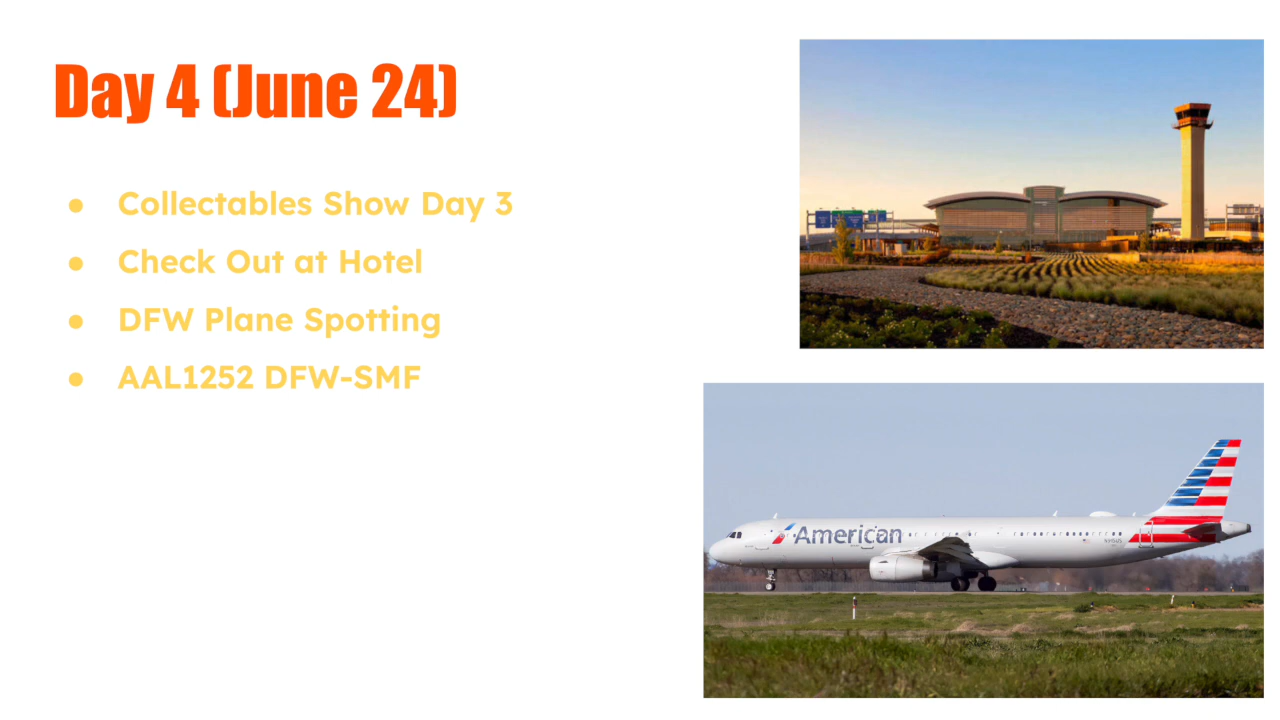 Day 4 (June 24)
● Collectables Show Day 3
● Check Out at Hotel
● DFW Plane Spotting
● AAL1252 DFW-SMF
American